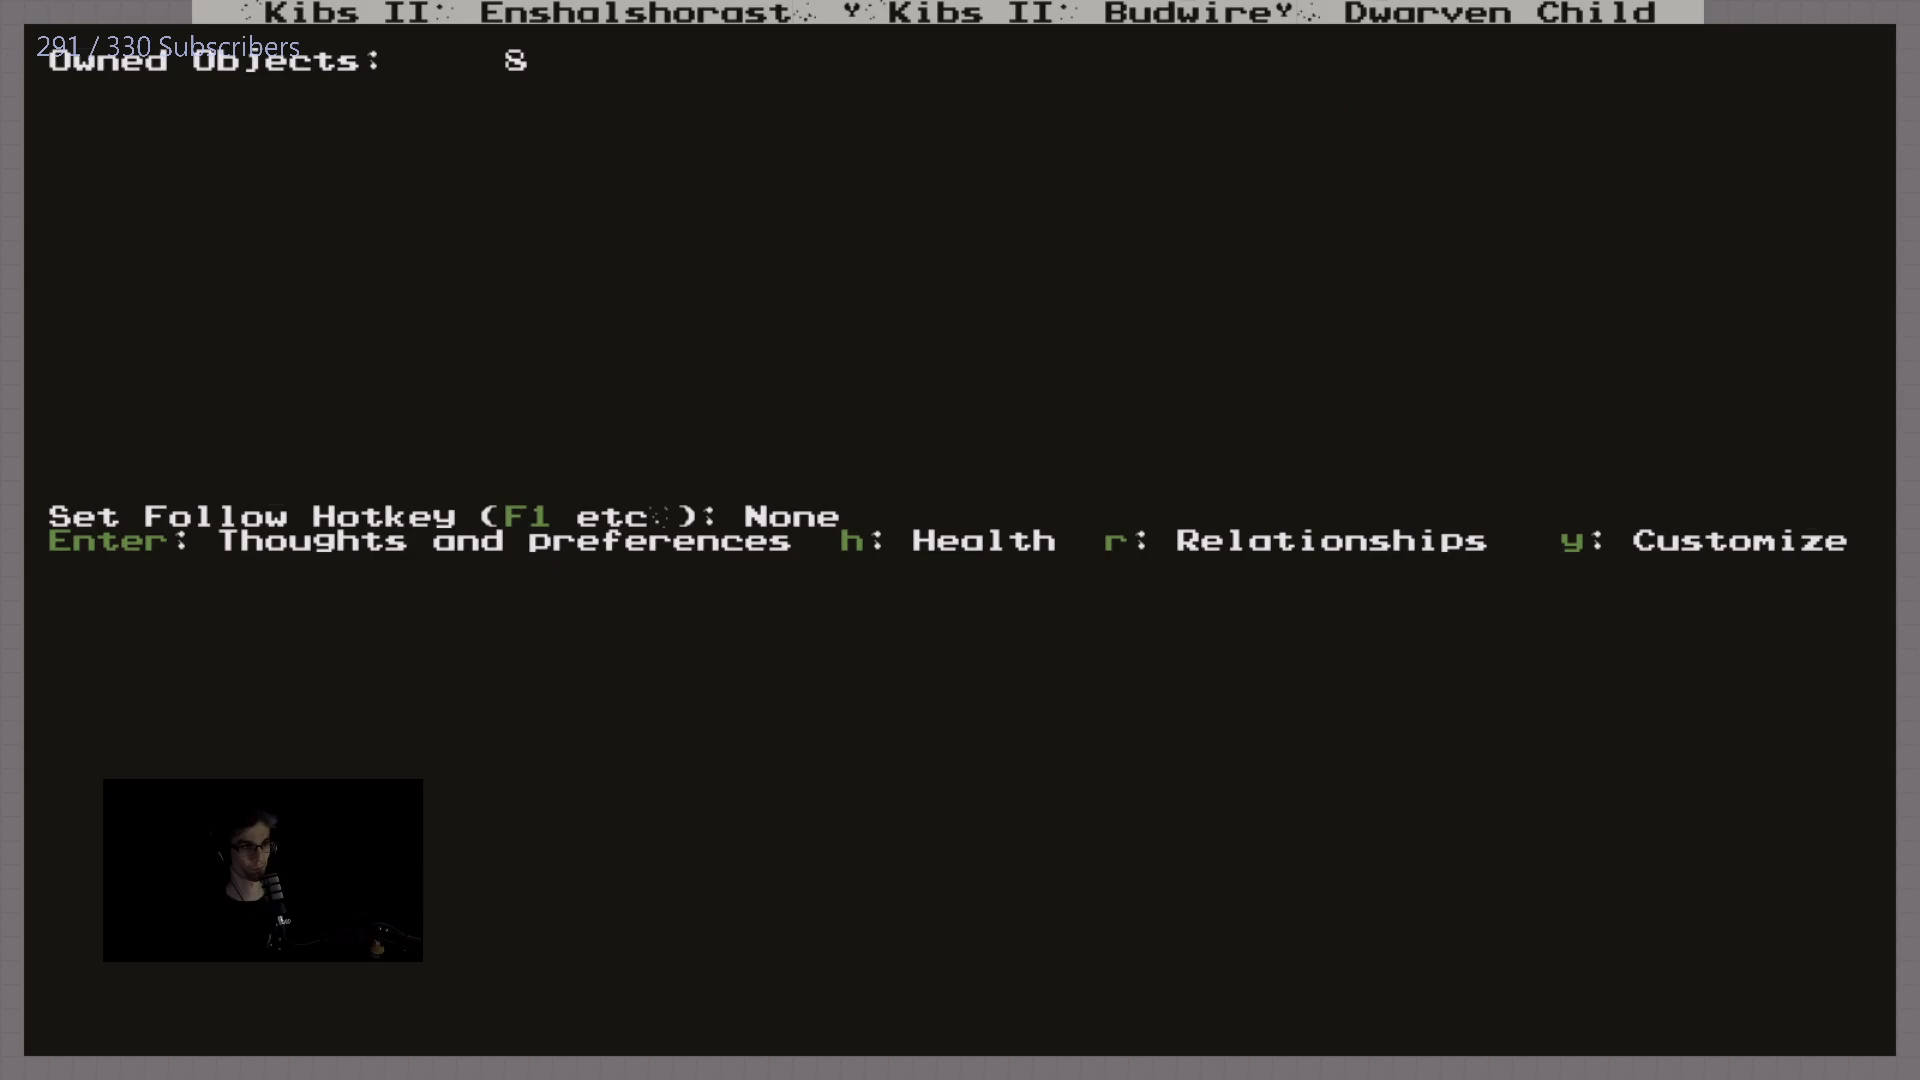 "Kibs II" Enshalshorast, "Kibs II" Budwire", Dwarven Child
291 / 330 Subscribers
Owned Objects: 8
Set Follow Hotkey (F1 etc.): None
Enter: Thoughts and preferences h: Health r: Relationships y: Customize